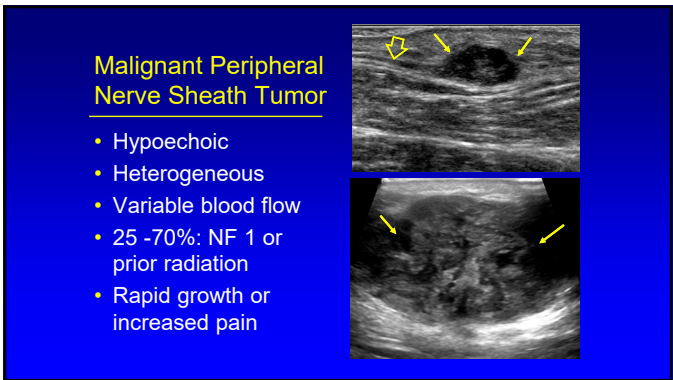 Malignant Peripheral
Nerve Sheath Tumor
• Hypoechoic
• Heterogeneous
• Variable blood flow
• 25 -70%: NF 1 or
prior radiation
• Rapid growth or
increased pain